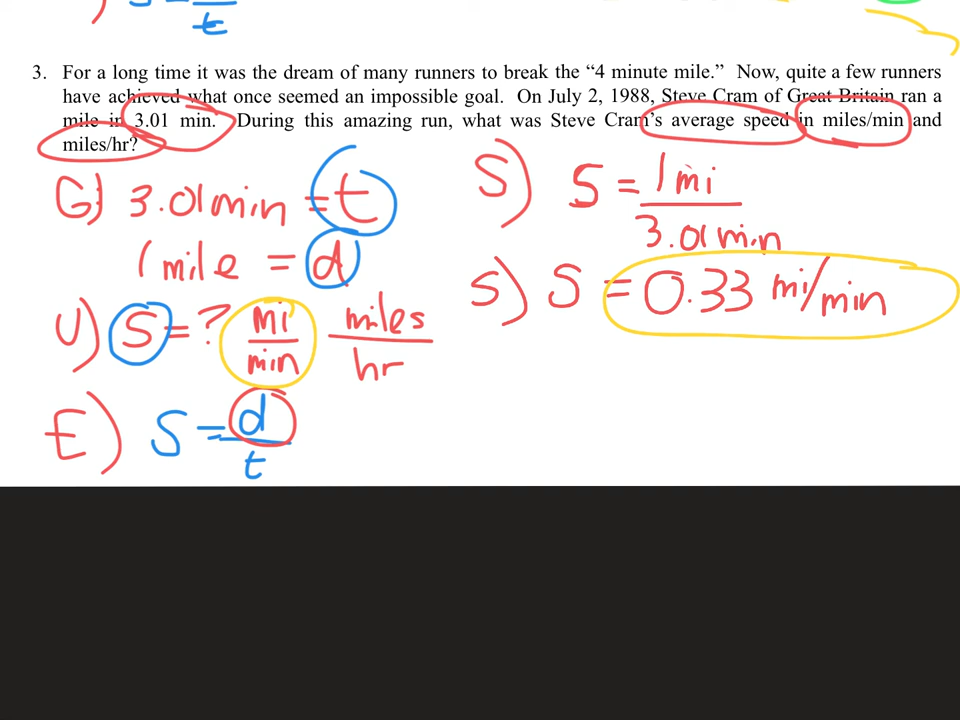 ) S = 
t
3. For a long time it was the dream of many runners to break the “4 minute mile.” Now, quite a few runners
have achieved what once seemed an impossible goal. On July 2, 1988, Steve Cram of Great Britain ran a
mile in 3.01 min. During this amazing run, what was Steve Cram's average speed in miles/min and
miles/hr?
G) 3.01 min = t
1 mile = d
U) S = ? mi/min miles/hr
E) S = d/t
S) S = 1 mi/3.01 min
S) S = 0.33 mi/min